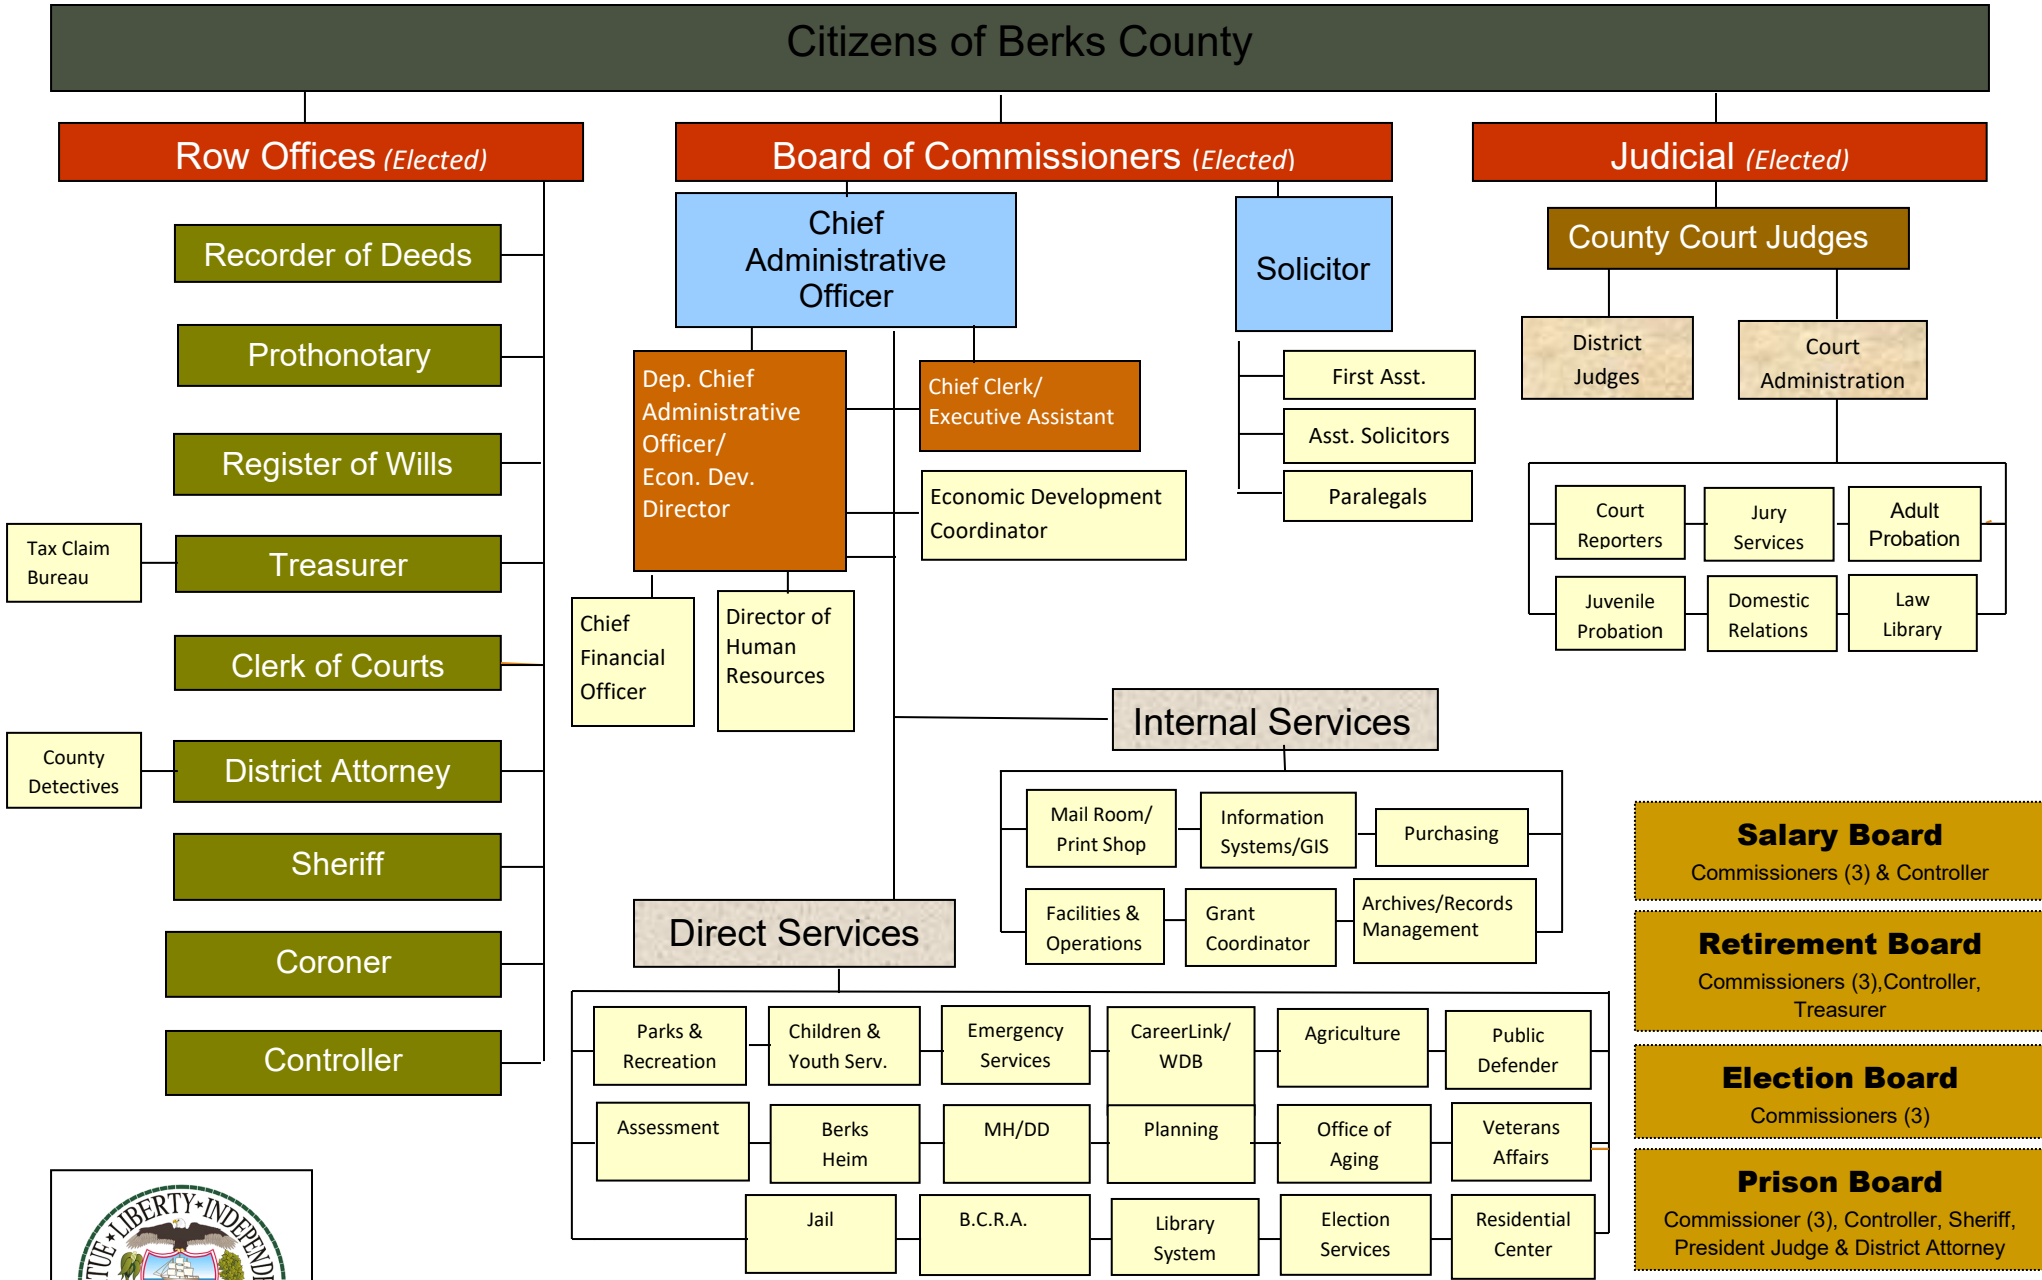 Citizens of Berks County
Row Offices (Elected)
Recorder of Deeds
Prothonotary
Register of Wills
Tax Claim
Bureau
Treasurer
Clerk of Courts
County
Detectives
District Attorney
Sheriff
Coroner
Controller
Board of Commissioners (Elected)
Chief
Administrative
Officer
Solicitor
Dep. Chief
Administrative
Officer/
Econ. Dev.
Director
Chief Clerk/
Executive Assistant
Economic Development
Coordinator
First Asst.
Asst. Solicitors
Paralegals
Chief
Financial
Officer
Director of
Human
Resources
Judicial (Elected)
County Court Judges
District
Judges
Court
Administration
Court
Reporters
Jury
Services
Adult
Probation
Juvenile
Probation
Domestic
Relations
Law
Library
Internal Services
Mail Room/
Print Shop
Information
Systems/GIS
Purchasing
Facilities &
Operations
Grant
Coordinator
Archives/Records
Management
Direct Services
Parks &
Recreation
Children &
Youth Serv.
Emergency
Services
CareerLink/
WDB
Agriculture
Public
Defender
Assessment
Berks
Heim
MH/DD
Planning
Office of
Aging
Veterans
Affairs
Jail
B.C.R.A.
Library
System
Election
Services
Residential
Center
Salary Board
Commissioners (3) & Controller
Retirement Board
Commissioners (3),Controller,
Treasurer
Election Board
Commissioners (3)
Prison Board
Commissioner (3), Controller, Sheriff,
President Judge & District Attorney
LIBERTY